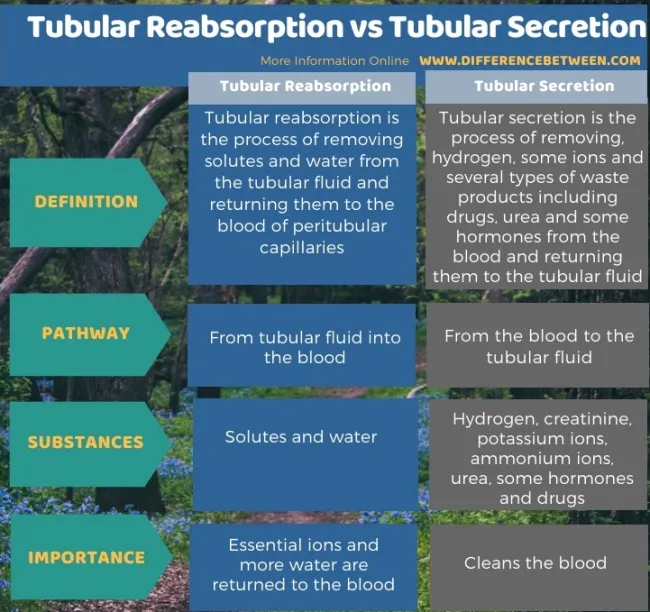 Tubular Reabsorption vs Tubular Secretion
More Information Online WWW.DIFFERENCEBETWEEN.COM
Tubular Reabsorption
Tubular Secretion
DEFINITION
Tubular reabsorption is
the process of removing
solutes and water from
the tubular fluid and
returning them to the
blood of peritubular
capillaries
Tubular secretion is the
process of removing,
hydrogen, some ions and
several types of waste
products including
drugs, urea and some
hormones from the
blood and returning
them to the tubular fluid
PATHWAY
From tubular fluid into
the blood
From the blood to the
tubular fluid
SUBSTANCES
Solutes and water
Hydrogen, creatinine,
potassium ions,
ammonium ions,
urea, some hormones
and drugs
IMPORTANCE
Essential ions and
more water are
returned to the blood
Cleans the blood